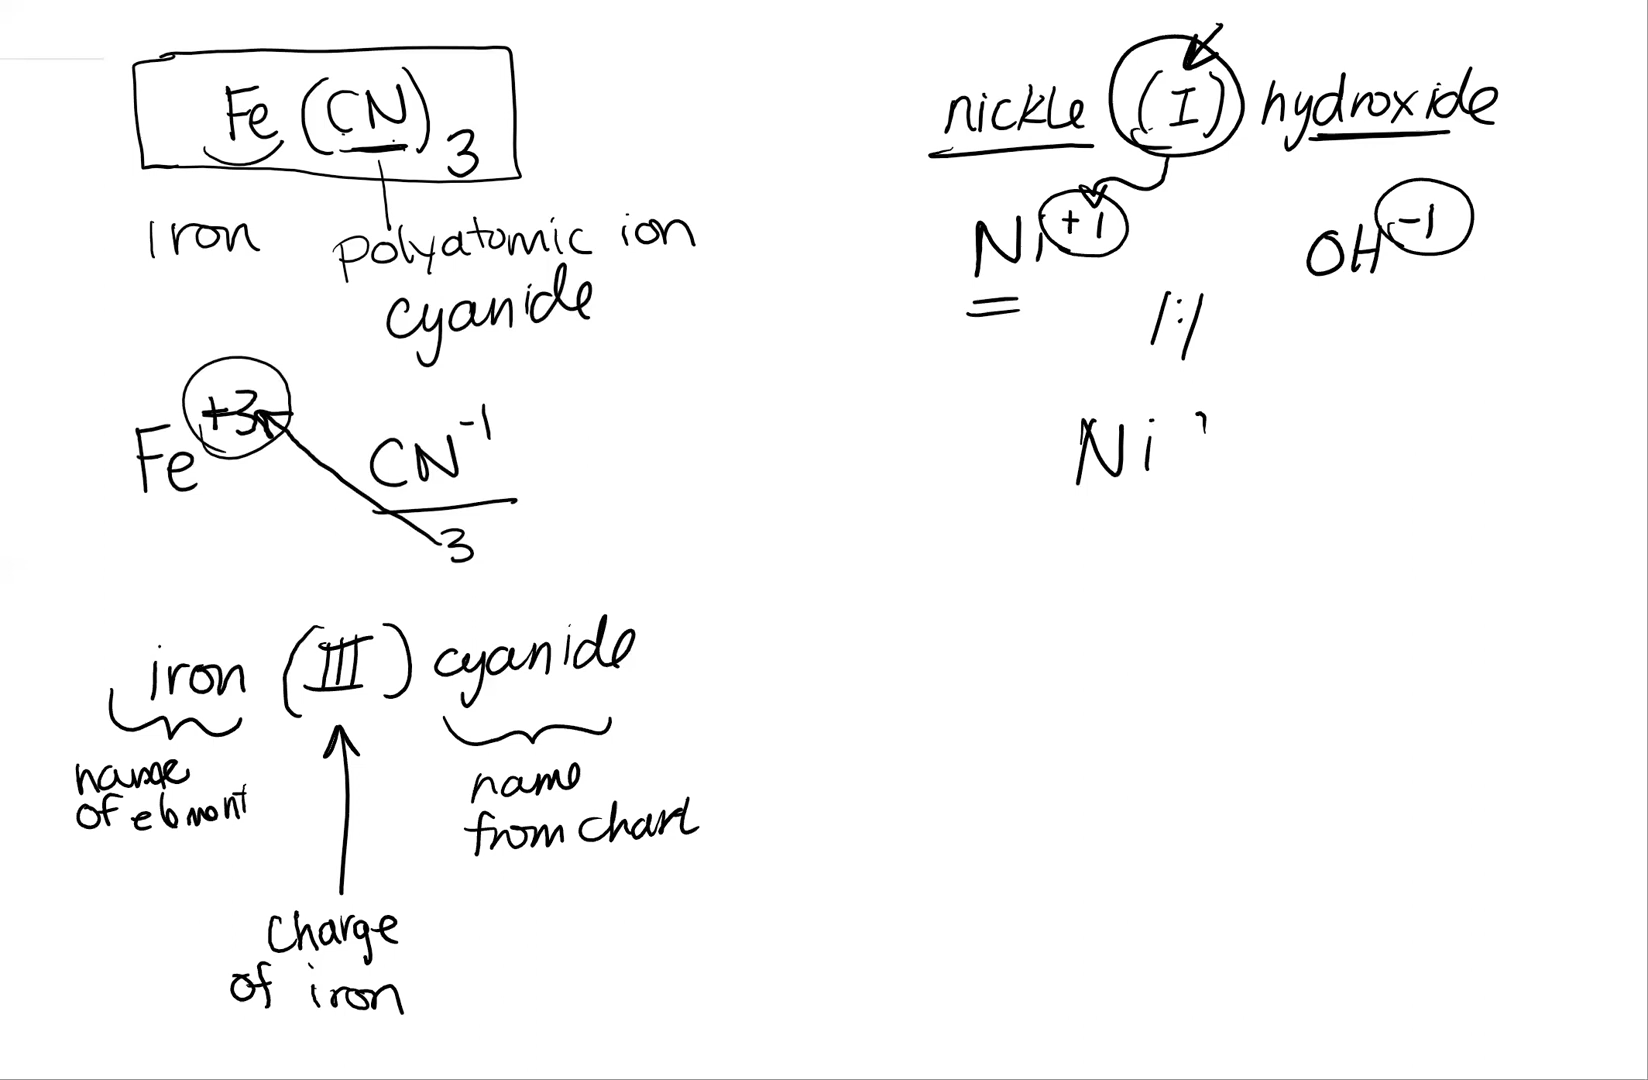 Fe (CN)3
Iron
polyatomic ion
cyanide
Fe +3 CN -1
3
iron (III) cyanide
name
of element
name
from chart
Charge
of iron
nickle (I) hydroxide
Ni +1 OH -1
1:1
Ni